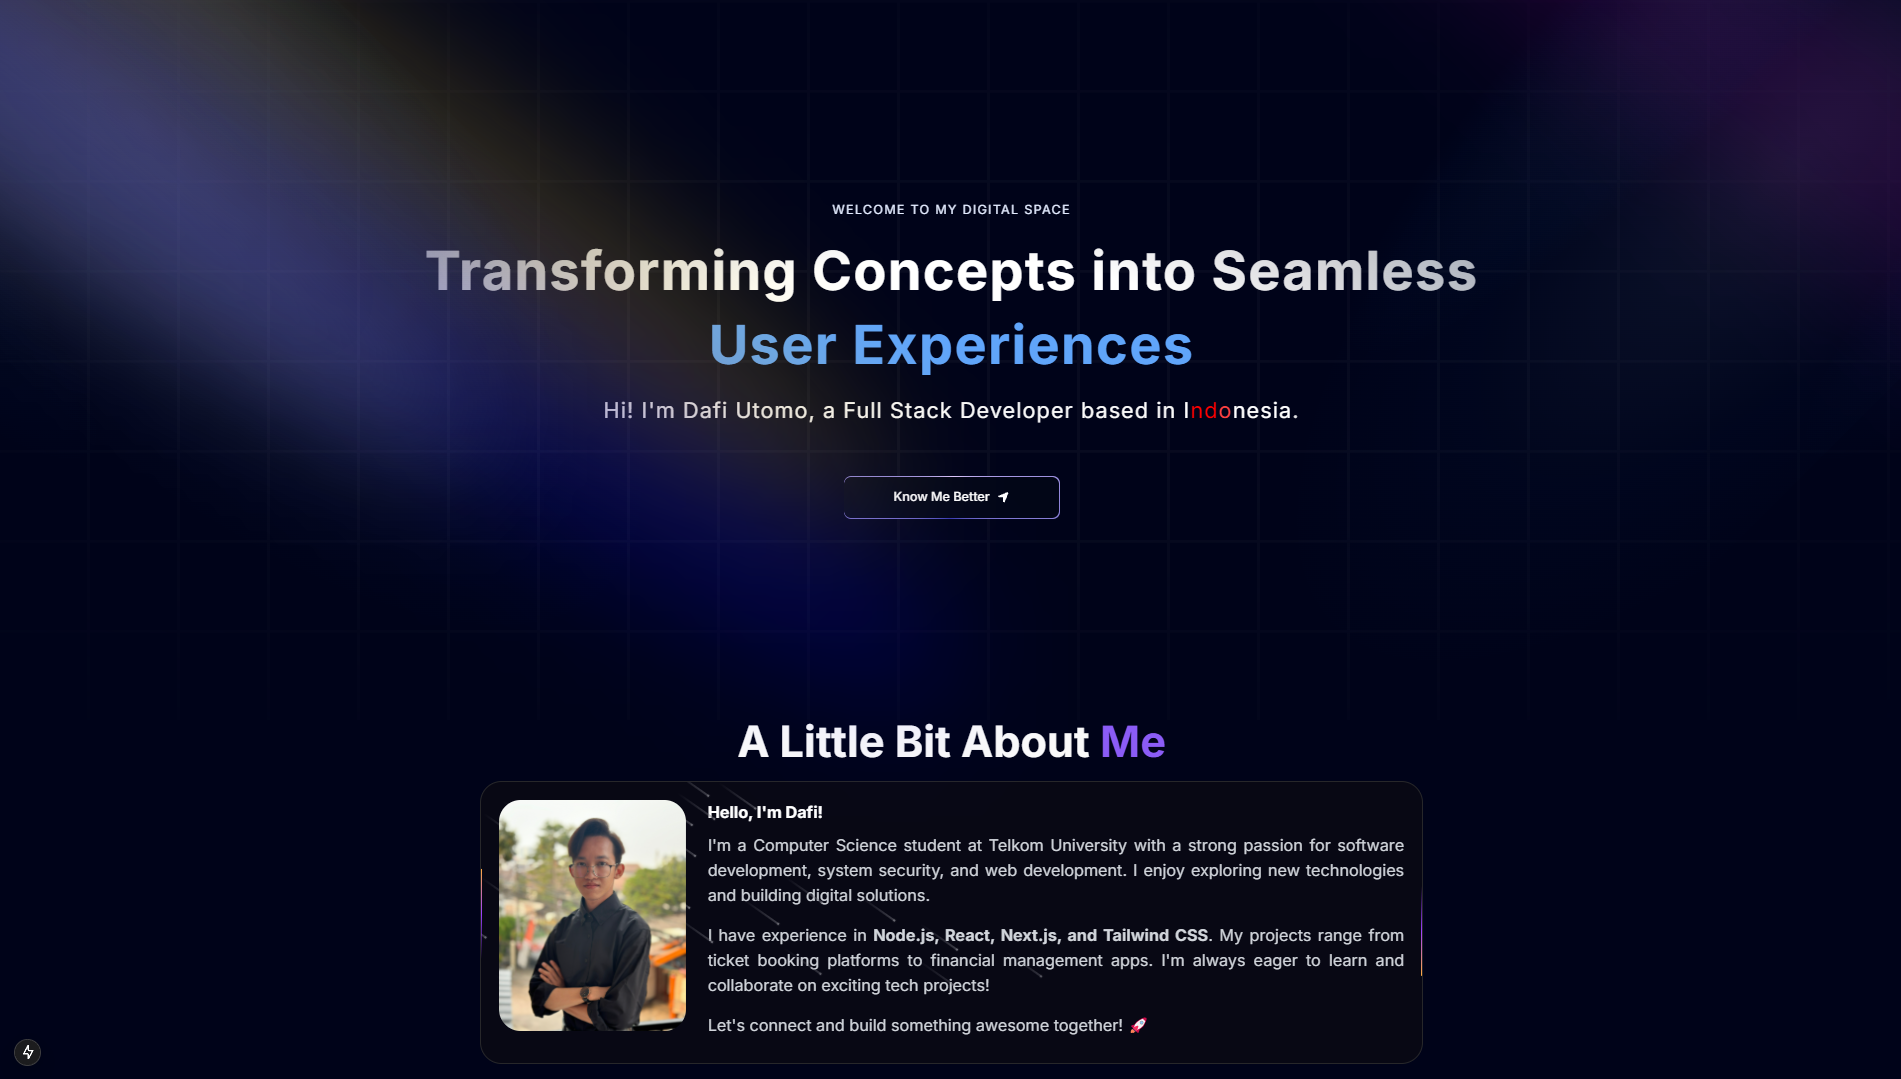 WELCOME TO MY DIGITAL SPACE
Transforming Concepts into Seamless
User Experiences
Hi! I'm Dafi Utomo, a Full Stack Developer based in Indonesia.
Know Me Better
A Little Bit About Me
Hello, I'm Dafi!
I'm a Computer Science student at Telkom University with a strong passion for software
development, system security, and web development. I enjoy exploring new technologies
and building digital solutions.
I have experience in Node.js, React, Next.js, and Tailwind CSS. My projects range from
ticket booking platforms to financial management apps. I'm always eager to learn and
collaborate on exciting tech projects!
Let's connect and build something awesome together! 🚀